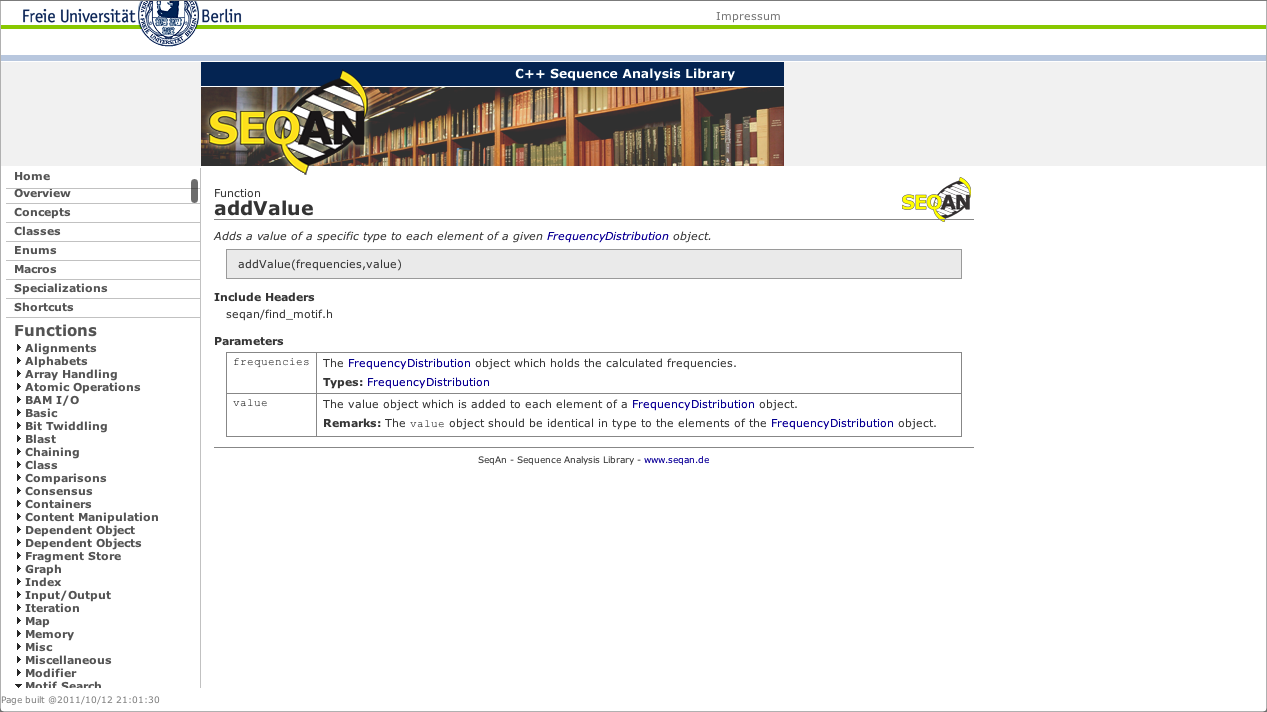 Freie Universität Berlin
Impressum
C++ Sequence Analysis Library
SEQAN
Home
Overview
Concepts
Classes
Enums
Macros
Specializations
Shortcuts
Functions
Alignments
Alphabets
Array Handling
Atomic Operations
BAM I/O
Basic
Bit Twiddling
Blast
Chaining
Class
Comparisons
Consensus
Containers
Content Manipulation
Dependent Object
Dependent Objects
Fragment Store
Graph
Index
Input/Output
Iteration
Map
Memory
Misc
Miscellaneous
Modifier
Motif Search
Function
addValue
SEQAN
Adds a value of a specific type to each element of a given FrequencyDistribution object.
addValue(frequencies,value)
Include Headers
seqan/find_motif.h
Parameters
frequencies
The FrequencyDistribution object which holds the calculated frequencies.
Types: FrequencyDistribution
value
The value object which is added to each element of a FrequencyDistribution object.
Remarks: The value object should be identical in type to the elements of the FrequencyDistribution object.
SeqAn - Sequence Analysis Library - www.seqan.de
Page built @2011/10/12 21:01:30